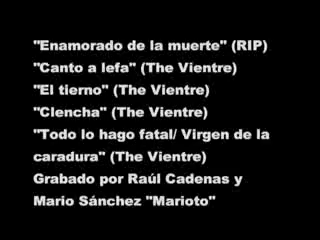 "Enamorado de la muerte" (RIP)
"Canto a lefa" (The Vientre)
"El tierno" (The Vientre)
"Clencha" (The Vientre)
"Todo lo hago fatal/ Virgen de la
caradura" (The Vientre)
Grabado por Raúl Cadenas y
Mario Sánchez "Marioto"